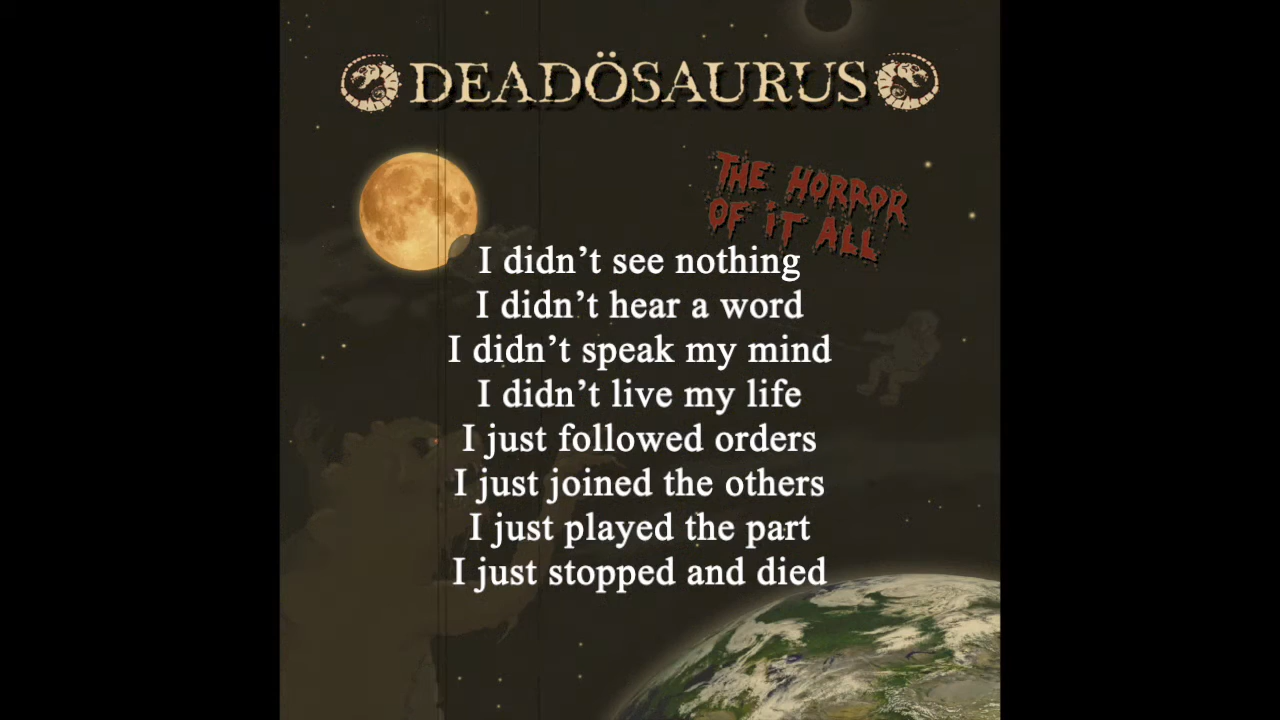 DEADÖSAURUS
THE HORROR
OF iT ALL
I didn’t see nothing
I didn’t hear a word
I didn’t speak my mind
I didn’t live my life
I just followed orders
I just joined the others
I just played the part
I just stopped and died